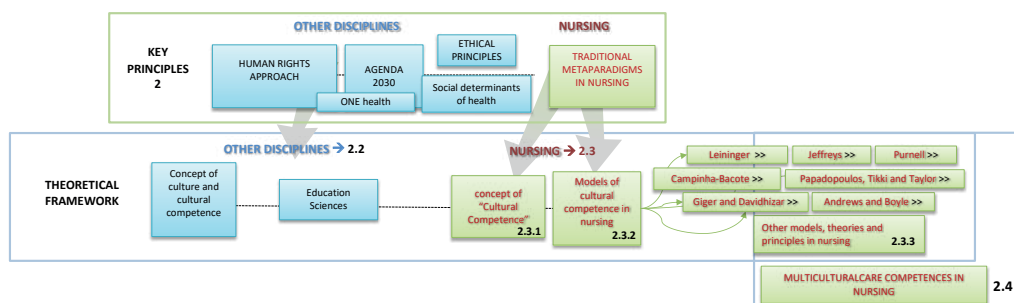 OTHER DISCIPLINES
NURSING
KEY
PRINCIPLES
2
HUMAN RIGHTS
APPROACH
AGENDA
2030
ETHICAL
PRINCIPLES
ONE health
Social determinants
of health
TRADITIONAL
METAPARADIGMS
IN NURSING
OTHER DISCIPLINES → 2.2
NURSING → 2.3
THEORETICAL
FRAMEWORK
Concept of
culture and
cultural
competence
Education
Sciences
concept of
"Cultural
Competence"
2.3.1
Models of
cultural
competence in
nursing
2.3.2
Leininger >>
Jeffreys >>
Purnell >>
Campinha-Bacote >>
Papadopoulos, Tikki and Taylor >>
Giger and Davidhizar >>
Andrews and Boyle >>
Other models, theories and
principles in nursing
2.3.3
MULTICULTURALCARE COMPETENCES IN
NURSING
2.4